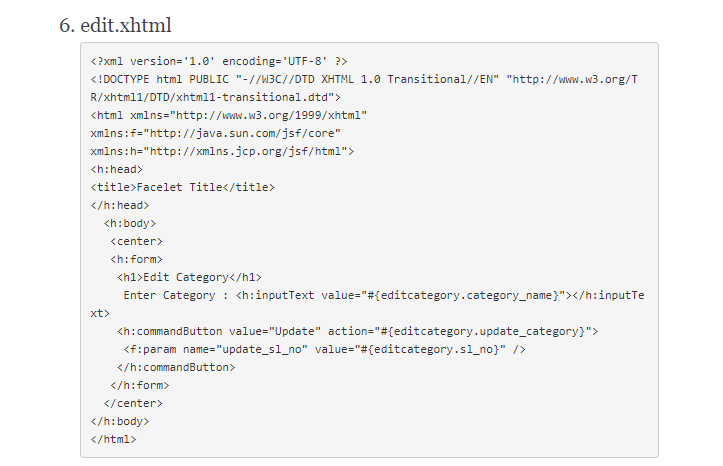 6. edit.xhtml
<?xml version='1.0' encoding='UTF-8' ?>
<!DOCTYPE html PUBLIC "-//W3C//DTD XHTML 1.0 Transitional//EN" "http://www.w3.org/T
R/xhtml1/DTD/xhtml1-transitional.dtd">
<html xmlns="http://www.w3.org/1999/xhtml"
xmlns:f="http://java.sun.com/jsf/core"
xmlns:h="http://xmlns.jcp.org/jsf/html">
<h:head>
<title>Facelet Title</title>
</h:head>
  <h:body>
   <center>
   <h:form>
    <h1>Edit Category</h1>
     Enter Category : <h:inputText value="#{editcategory.category_name}"></h:inputTe
xt>
    <h:commandButton value="Update" action="#{editcategory.update_category}">
     <f:param name="update_sl_no" value="#{editcategory.sl_no}" />
    </h:commandButton>
   </h:form>
  </center>
</h:body>
</html>